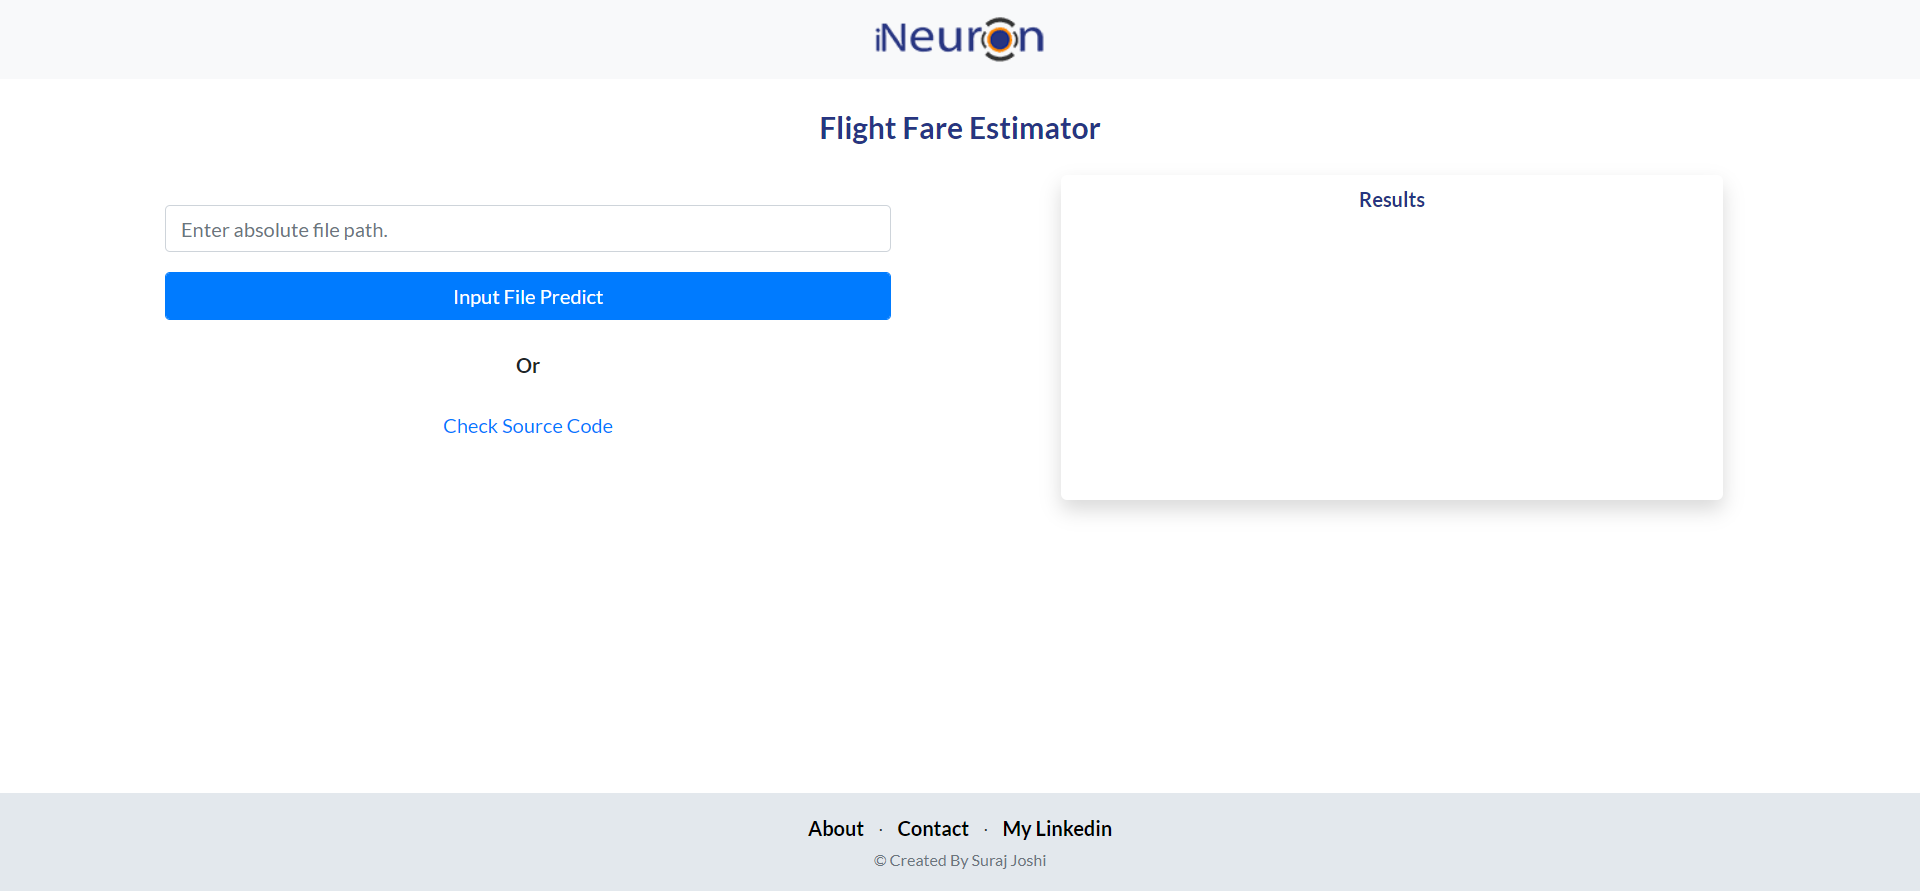 iNeuron
Flight Fare Estimator
Enter absolute file path.
Input File Predict
Or
Check Source Code
Results
About · Contact · My Linkedin
© Created By Suraj Joshi